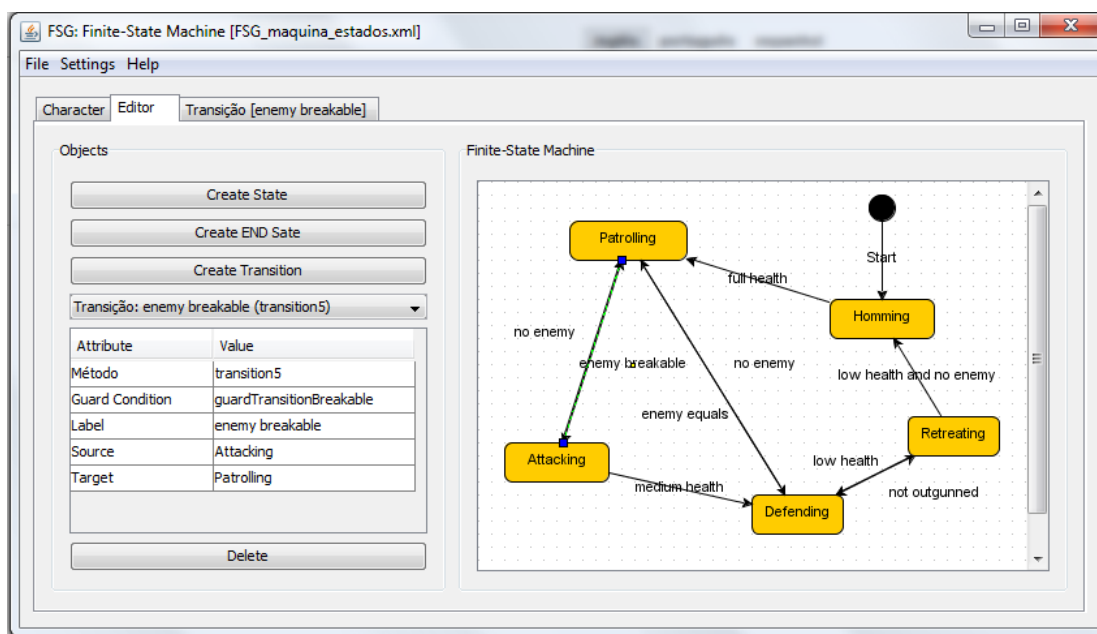 FSG: Finite-State Machine [FSG_maquina_estados.xml]
File Settings Help
Character Editor Transição [enemy breakable]
Objects
Create State
Create END Sate
Create Transition
Transição: enemy breakable (transition5)
Attribute Value
Método transition5
Guard Condition guardTransitionBreakable
Label enemy breakable
Source Attacking
Target Patrolling
Delete
Finite-State Machine
Patrolling
Start
full health
Homming
no enemy
enemy breakable
no enemy
low health and no enemy
enemy equals
Retreating
Attacking
low health
medium health
not outgunned
Defending